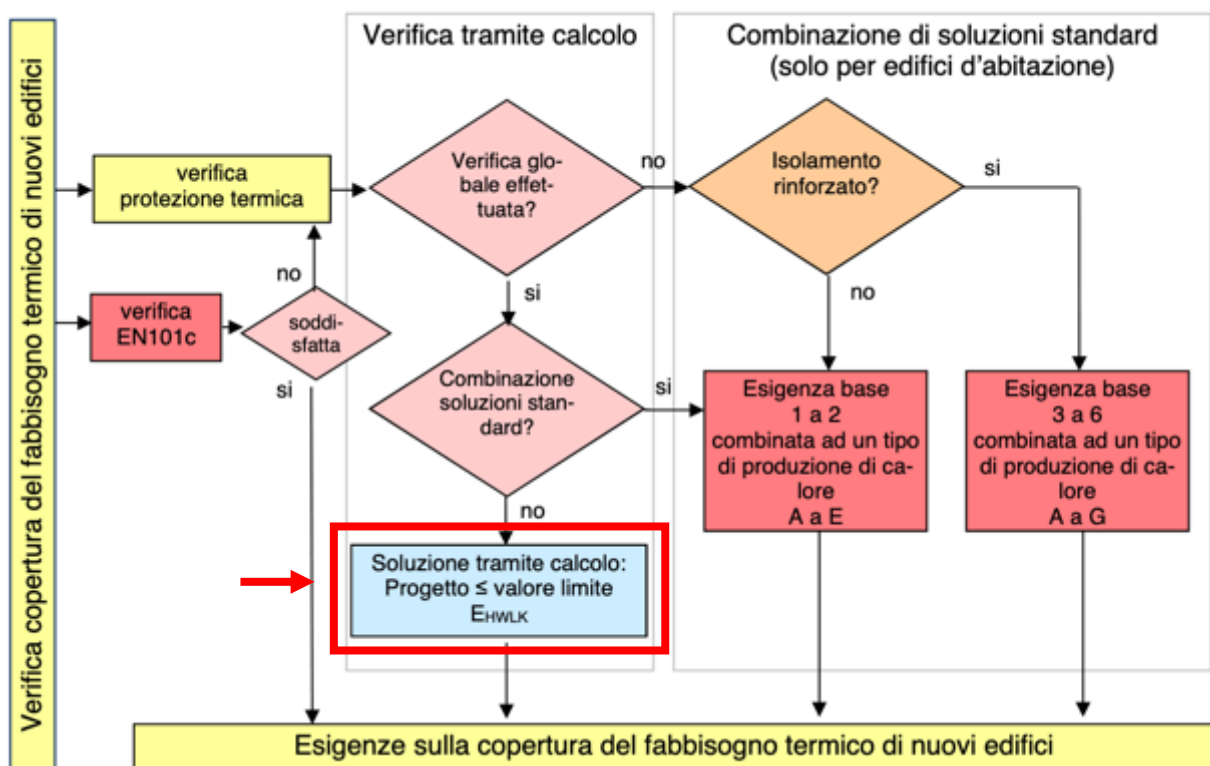 Verifica copertura del fabbisogno termico di nuovi edifici
Verifica tramite calcolo
Combinazione di soluzioni standard
(solo per edifici d'abitazione)
verifica
protezione termica
Verifica glo-
bale effet-
tuata?
no
Isolamento
rinforzato?
si
no
si
no
verifica
EN101c
soddi-
sfatta
si
Combinazione
soluzioni stan-
dard?
si
Esigenza base
1 a 2
combinata ad un tipo
di produzione di ca-
lore
A a E
Esigenza base
3 a 6
combinata ad un tipo
di produzione di ca-
lore
A a G
no
Soluzione tramite calcolo:
Progetto ≤ valore limite
EHWLK
Esigenze sulla copertura del fabbisogno termico di nuovi edifici